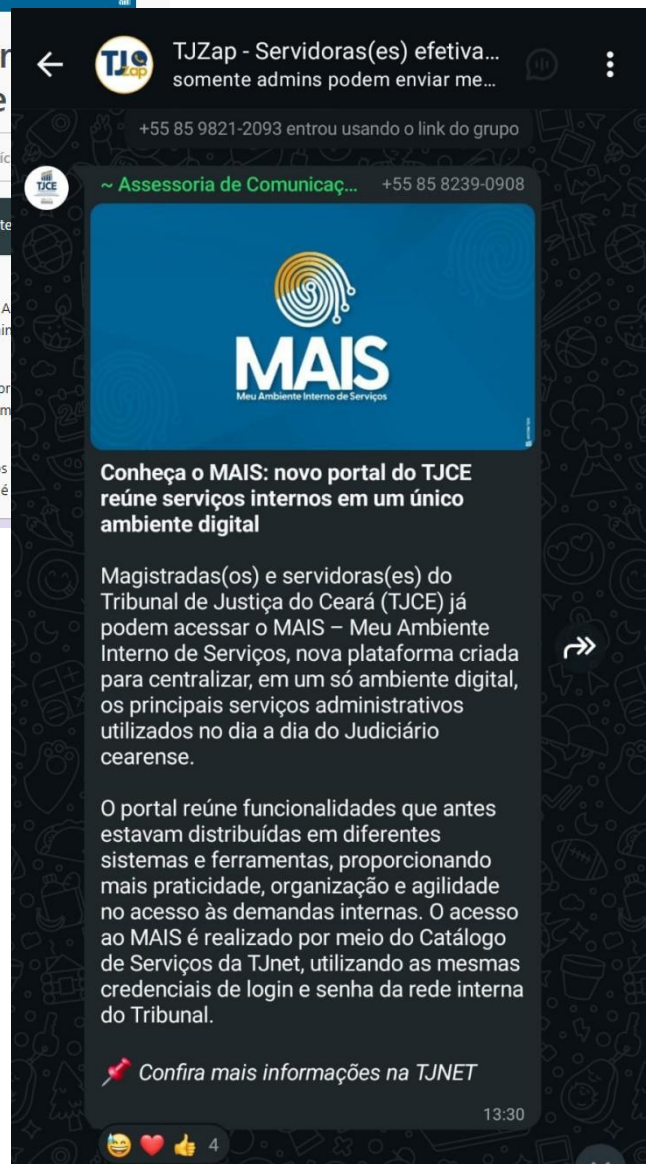 TJZap - Servidoras(es) efetiva...
somente admins podem enviar me...
+55 85 9821-2093 entrou usando o link do grupo
~ Assessoria de Comunicaç... +55 85 8239-0908
MAIS
Meu Ambiente Interno de Serviços
Conheça o MAIS: novo portal do TJCE
reúne serviços internos em um único
ambiente digital
Magistradas(os) e servidoras(es) do
Tribunal de Justiça do Ceará (TJCE) já
podem acessar o MAIS – Meu Ambiente
Interno de Serviços, nova plataforma criada
para centralizar, em um só ambiente digital,
os principais serviços administrativos
utilizados no dia a dia do Judiciário
cearense.
O portal reúne funcionalidades que antes
estavam distribuídas em diferentes
sistemas e ferramentas, proporcionando
mais praticidade, organização e agilidade
no acesso às demandas internas. O acesso
ao MAIS é realizado por meio do Catálogo
de Serviços da TJnet, utilizando as mesmas
credenciais de login e senha da rede interna
do Tribunal.
📌 Confira mais informações na TJNET
13:30
😅 ❤️ 👍 4
TJ Zap
TJCE